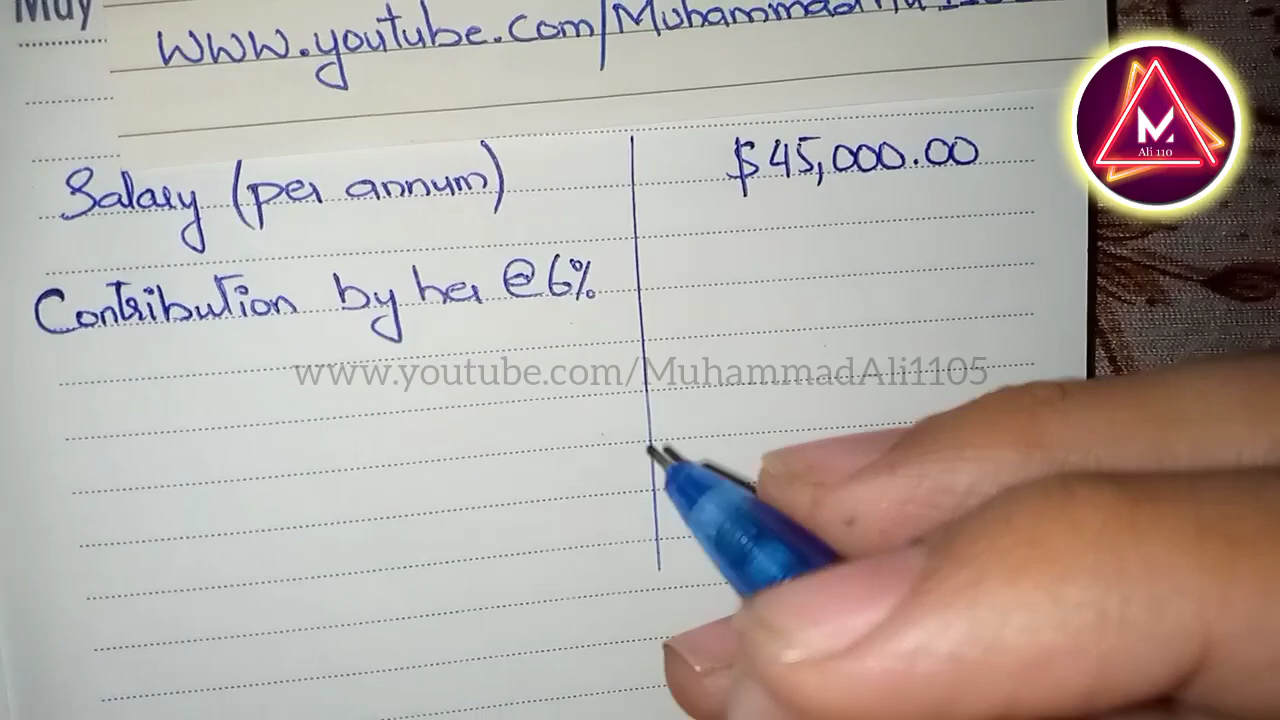 May
www.youtube.com/Muhammad
M
Ali 110
Salary (per annum)
$45,000.00
Contribution by her @6%
www.youtube.com/MuhammadAli1105